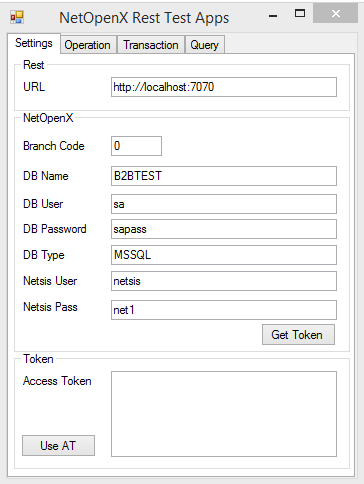 NetOpenX Rest Test Apps
Settings Operation Transaction Query
Rest
URL http://localhost:7070
NetOpenX
Branch Code 0
DB Name B2BTEST
DB User sa
DB Password sapass
DB Type MSSQL
Netsis User netsis
Netsis Pass net1
Get Token
Token
Access Token
Use AT